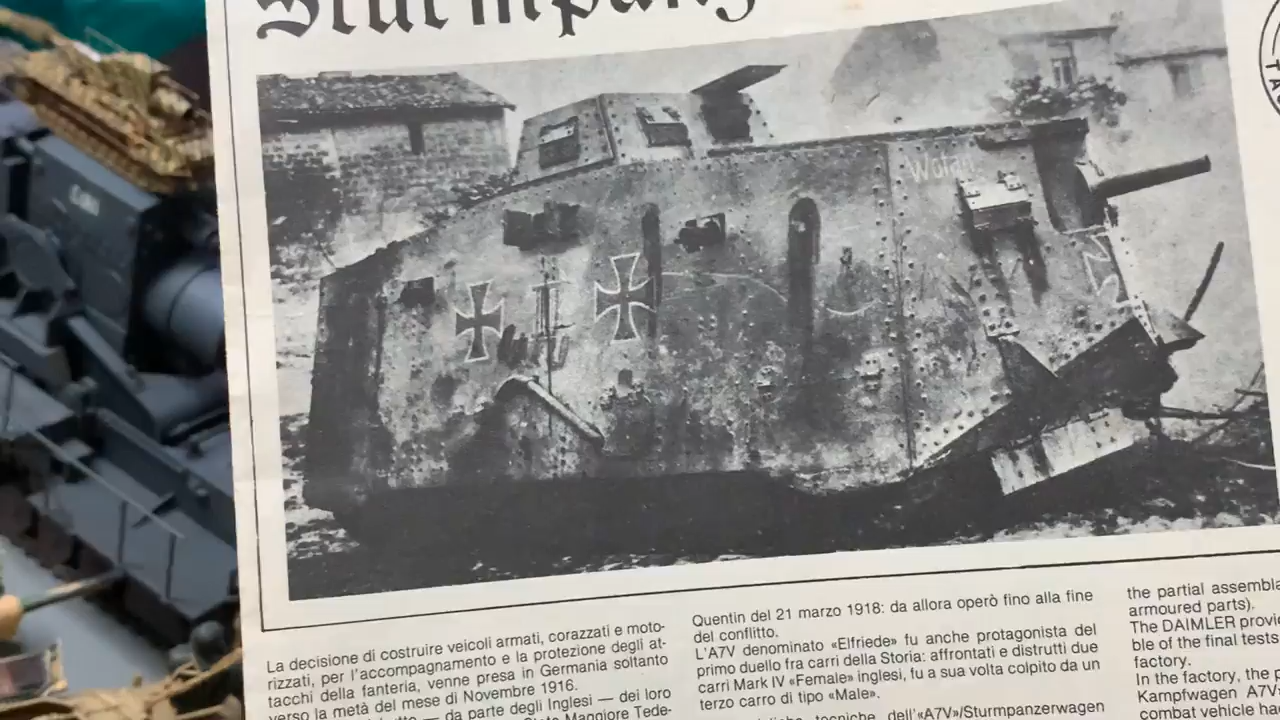 Sturmpanz
Wotan
La decisione di costruire veicoli armati, corazzati e moto-
rizzati, per l'accompagnamento e la protezione degli at-
tacchi della fanteria, venne presa in Germania soltanto
verso la metà del mese di Novembre 1916.
— da parte degli Inglesi — dei loro
Maggiore Tede-
Quentin del 21 marzo 1918: da allora operò fino alla fine
del conflitto.
L'A7V denominato «Elfriede» fu anche protagonista del
primo duello fra carri della Storia: affrontati e distrutti due
carri Mark IV «Female» inglesi, fu a sua volta colpito da un
terzo carro di tipo «Male».
tecniche dell'«A7V»/Sturmpanzerwagen
the partial assembla
armoured parts).
The DAIMLER provi
ble of the final tests
factory.
In the factory, the p
Kampfwagen A7V
combat vehicle ha